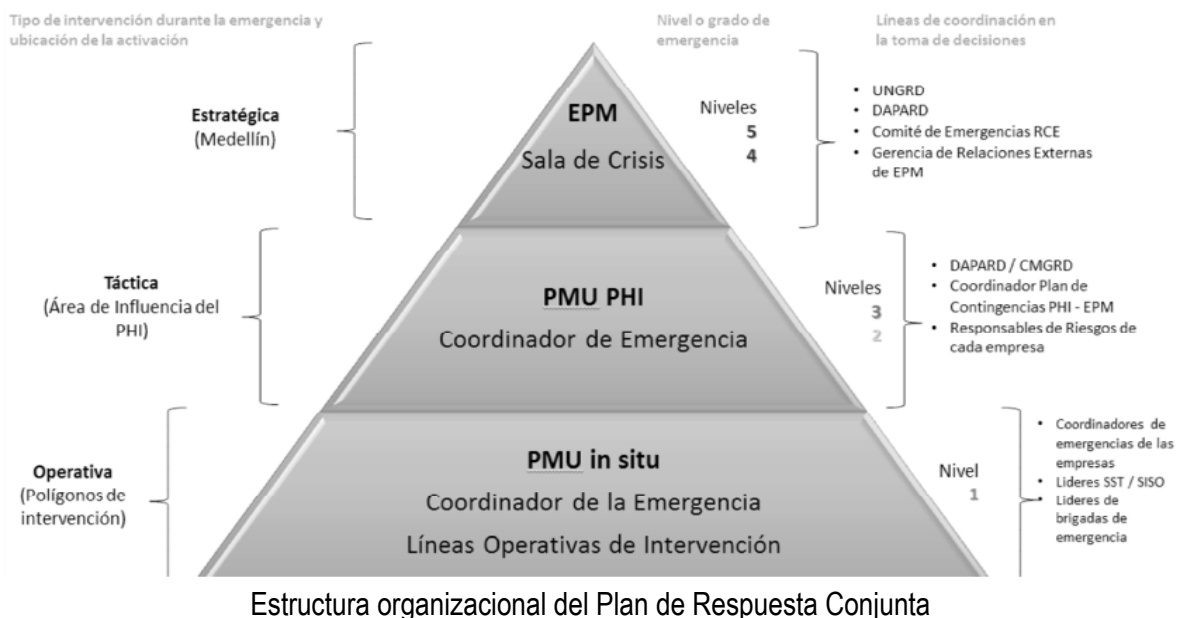 Tipo de intervención durante la emergencia y
ubicación de la activación
Nivel o grado de
emergencia
Líneas de coordinación en
la toma de decisiones
Estratégica
(Medellín)
EPM
Sala de Crisis
Niveles
5
4
• UNGRD
• DAPARD
• Comité de Emergencias RCE
• Gerencia de Relaciones Externas
de EPM
Táctica
(Área de Influencia del
PHI)
PMU PHI
Coordinador de Emergencia
Niveles
3
2
• DAPARD / CMGRD
• Coordinador Plan de
Contingencias PHI - EPM
• Responsables de Riesgos de
cada empresa
Operativa
(Polígonos de
intervención)
PMU in situ
Coordinador de la Emergencia
Líneas Operativas de Intervención
Nivel
1
• Coordinadores de
emergencias de las
empresas
• Lideres SST / SISO
• Lideres de
brigadas de
emergencia
Estructura organizacional del Plan de Respuesta Conjunta